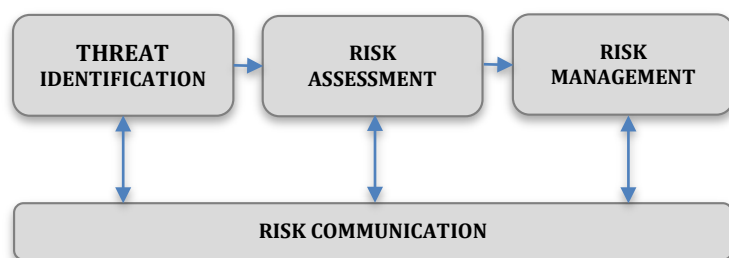 THREAT
IDENTIFICATION
RISK
ASSESSMENT
RISK
MANAGEMENT
RISK COMMUNICATION